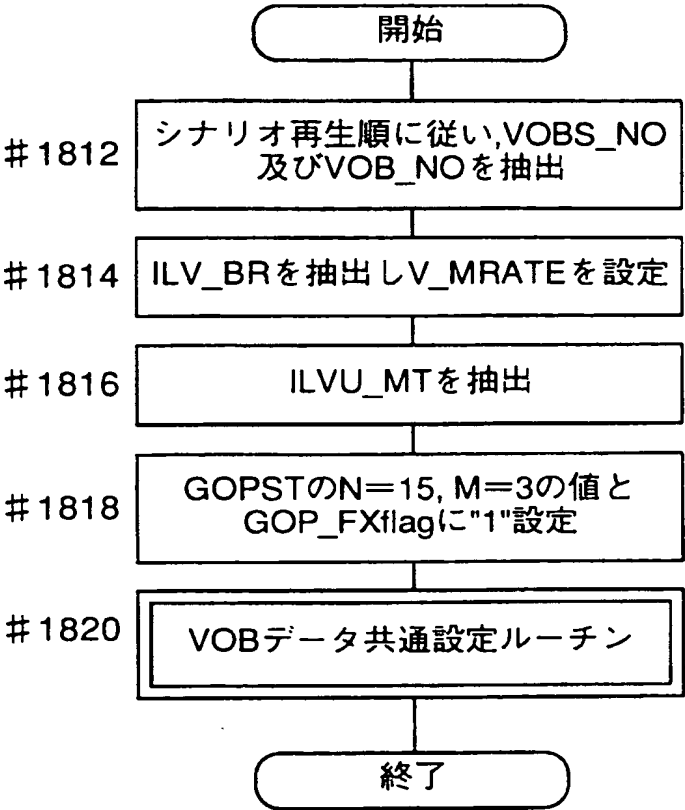 開始
#1812
シナリオ再生順に従い,VOBS_NO
及びVOB_NOを抽出
#1814
ILV_BRを抽出しV_MRATEを設定
#1816
ILVU_MTを抽出
#1818
GOPSTのN=15, M=3の値と
GOP_FXflagに"1"設定
#1820
VOBデータ共通設定ルーチン
終了